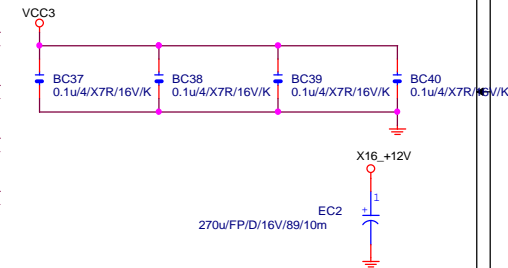 VCC3
BC37 BC38 BC39 BC40
0.1u/4/X7R/16V/K 0.1u/4/X7R/16V/K 0.1u/4/X7R/16V/K 0.1u/4/X7R/16V/K
X16_+12V
1
+
EC2
270u/FP/D/16V/89/10m